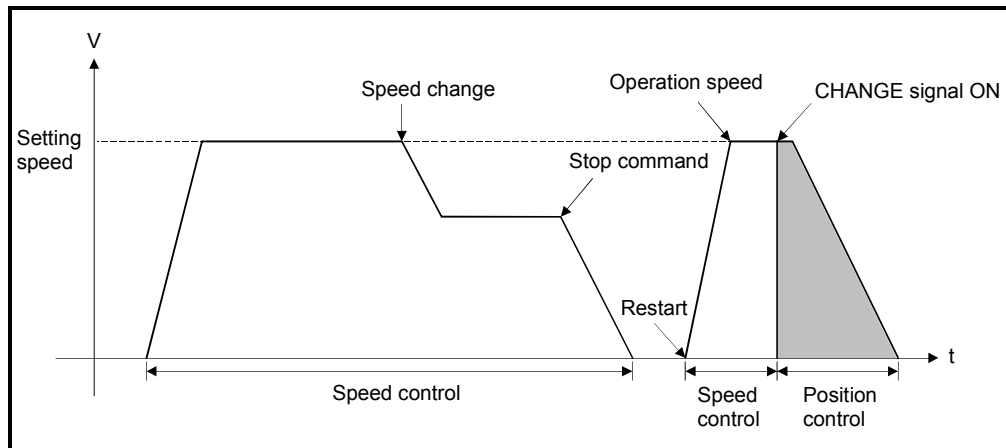 V
Speed change
Operation speed
CHANGE signal ON
Setting
speed
Stop command
Restart
t
Speed control
Speed
control
Position
control